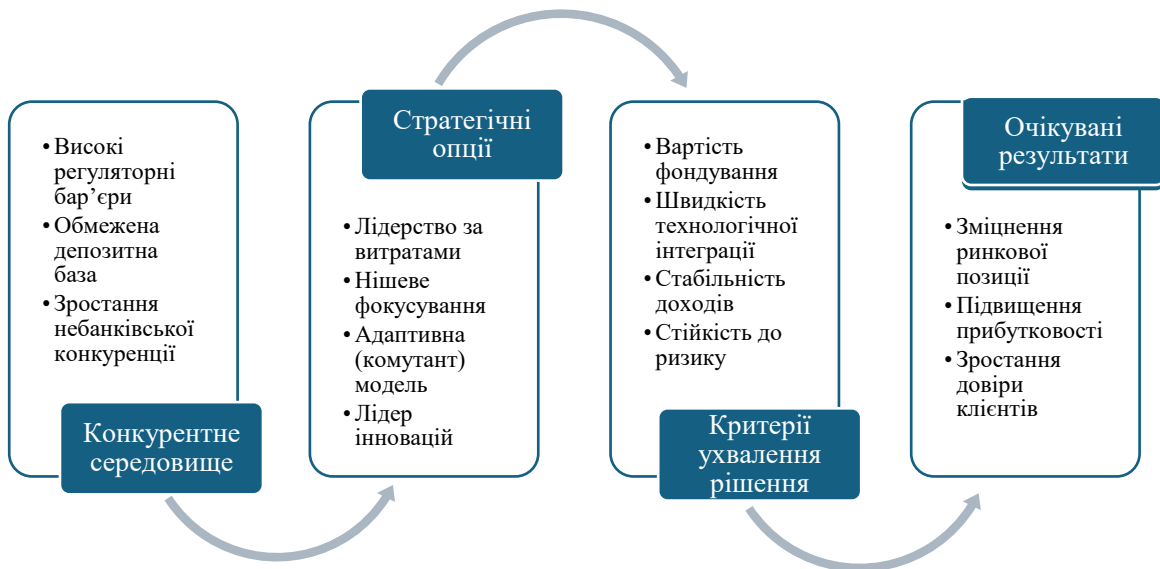 • Високі
регуляторні
бар’єри
• Обмежена
депозитна
база
• Зростання
небанківської
конкуренції
Конкурентне
середовище
Стратегічні
опції
• Лідерство за
витратами
• Нішеве
фокусування
• Адаптивна
(комутант)
модель
• Лідер
інновацій
• Вартість
фондування
• Швидкість
технологічної
інтеграції
• Стабільність
доходів
• Стійкість до
ризику
Критерії
ухвалення
рішення
Очікувані
результати
• Зміцнення
ринкової
позиції
• Підвищення
прибутковості
• Зростання
довіри
клієнтів